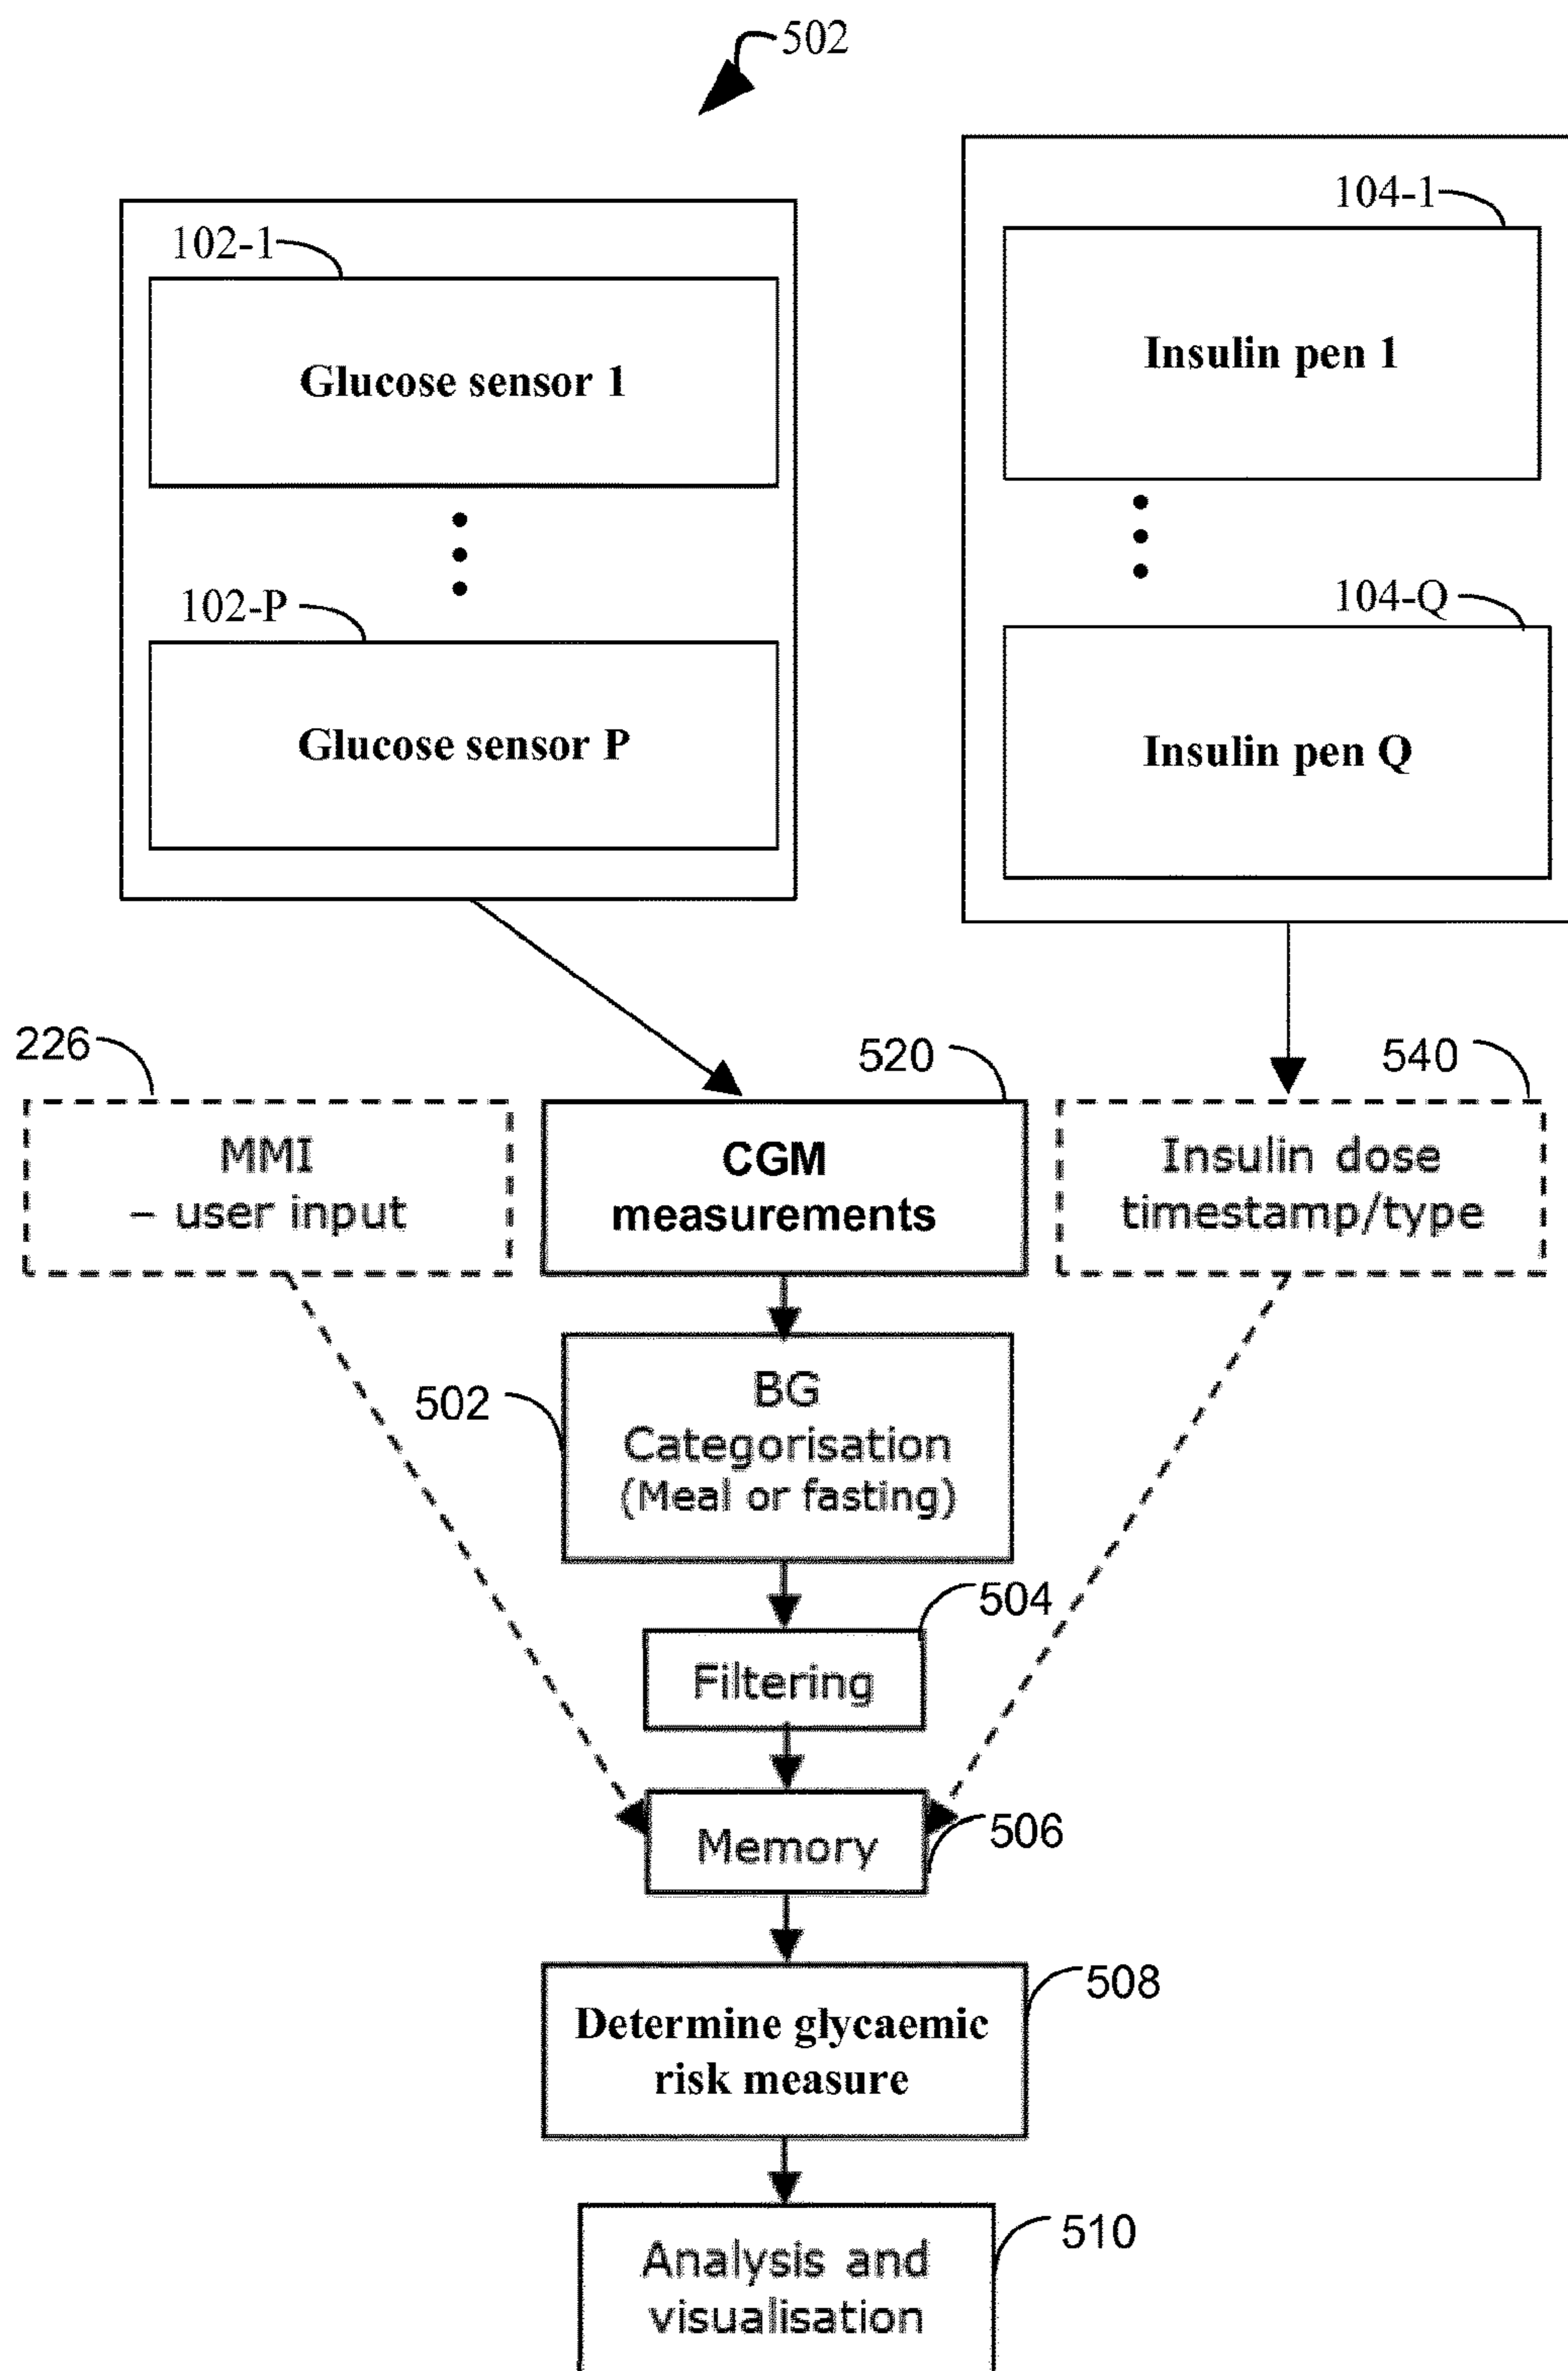 502
102-1
Glucose sensor 1
102-P
Glucose sensor P
104-1
Insulin pen 1
104-Q
Insulin pen Q
226
MMI
– user input
520
CGM
measurements
540
Insulin dose
timestamp/type
502
BG
Categorisation
(Meal or fasting)
504
Filtering
Memory
506
Determine glycaemic
risk measure
508
Analysis and
visualisation
510